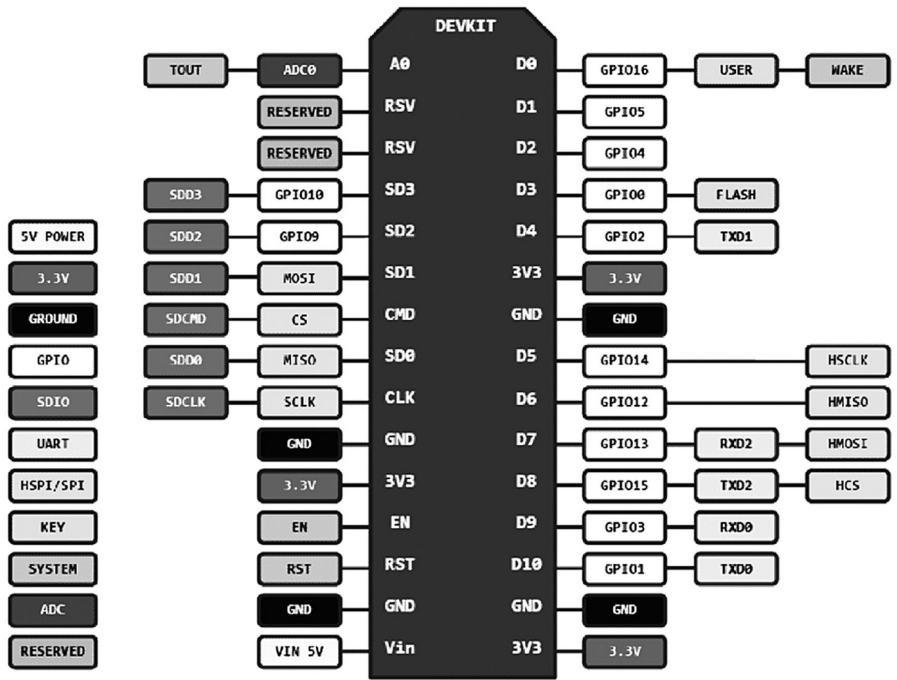 DEVKIT
TOUT ADC0 A0 D0 GPIO16 USER WAKE
RESERVED RSV D1 GPIO5
RESERVED RSV D2 GPIO4
SDD3 GPIO10 SD3 D3 GPIO0 FLASH
5V POWER SDD2 GPIO9 SD2 D4 GPIO2 TXD1
3.3V SDD1 MOSI SD1 3V3 3.3V
GROUND SDCMD CS CMD GND GND
GPIO SDD0 MISO SD0 D5 GPIO14 HSCLK
SDIO SDCLK SCLK CLK D6 GPIO12 HMISO
UART GND GND D7 GPIO13 RXD2 HMOSI
HSPI/SPI 3.3V 3V3 D8 GPIO15 TXD2 HCS
KEY EN EN D9 GPIO3 RXD0
SYSTEM RST RST D10 GPIO1 TXD0
ADC GND GND GND GND
RESERVED VIN 5V Vin 3V3 3.3V